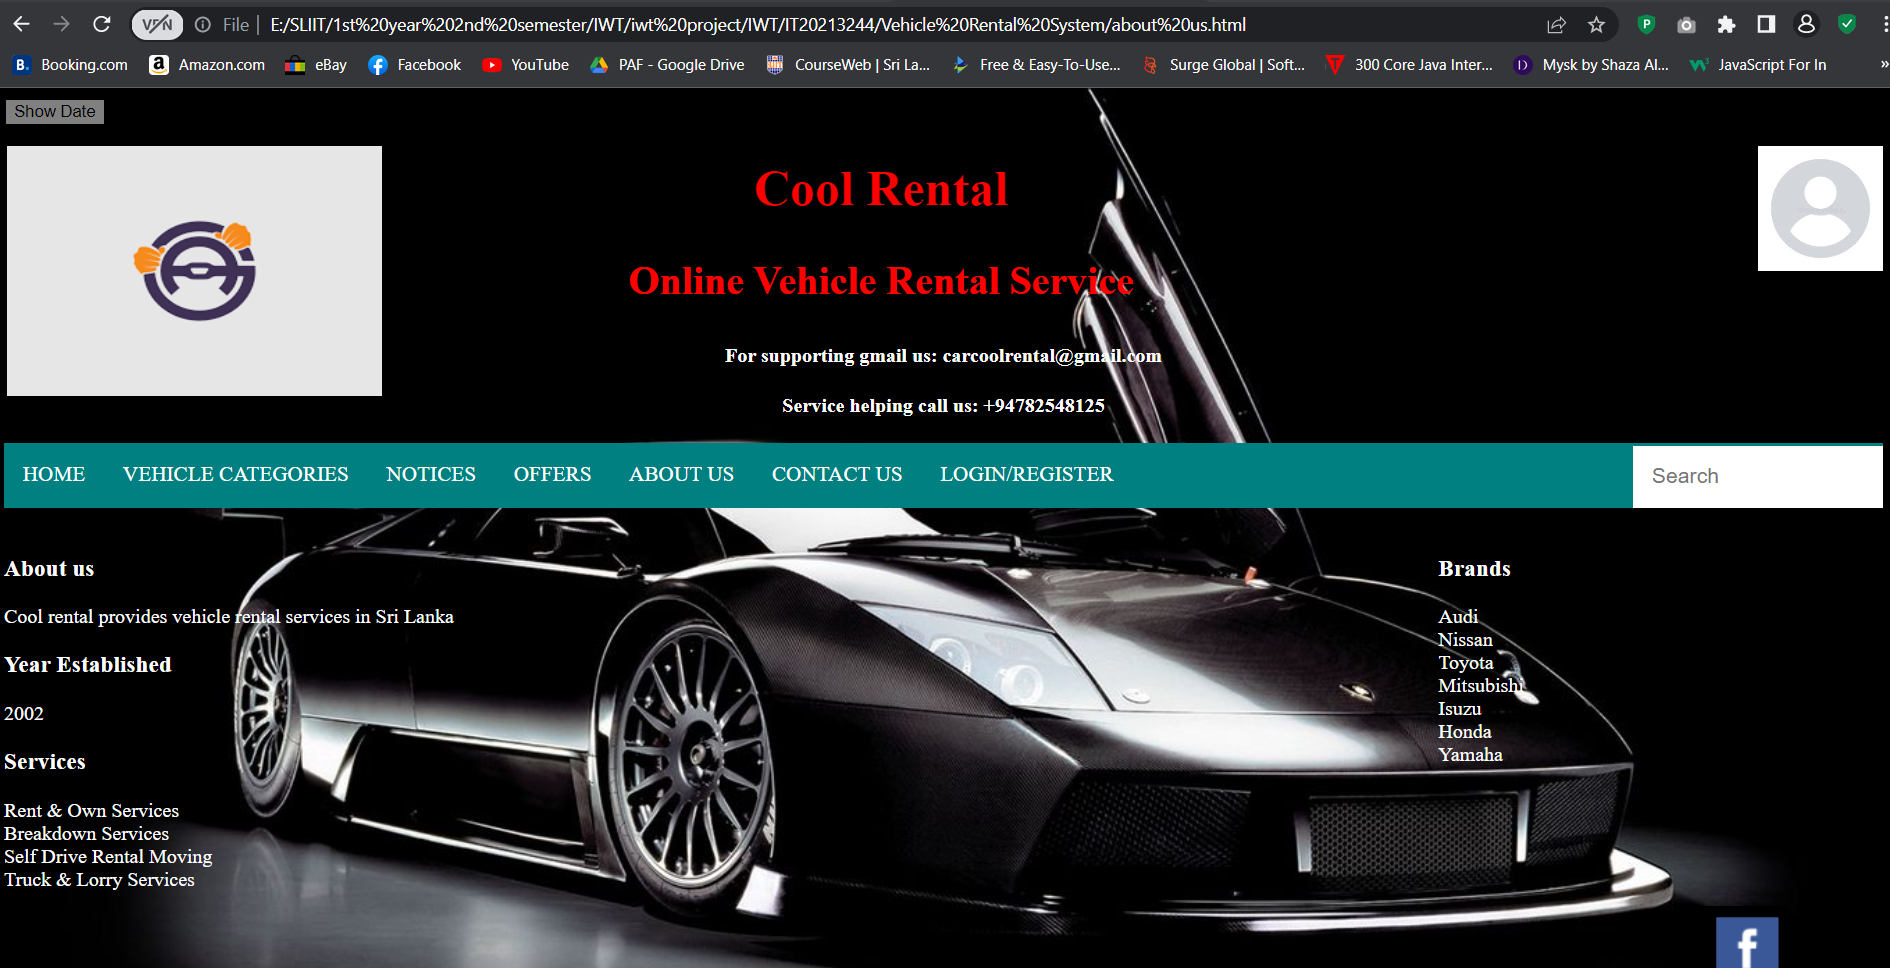 VPN File E:/SLIIT/1st%20year%202nd%20semester/IWT/iwt%20project/IWT/IT20213244/Vehicle%20Rental%20System/about%20us.html
Booking.com Amazon.com eBay Facebook YouTube PAF - Google Drive CourseWeb | Sri La... Free & Easy-To-Use... Surge Global | Soft... 300 Core Java Inter... Mysk by Shaza Al... JavaScript For In »
Show Date
Cool Rental
Online Vehicle Rental Service
For supporting gmail us: carcoolrental@gmail.com
Service helping call us: +94782548125
HOME VEHICLE CATEGORIES NOTICES OFFERS ABOUT US CONTACT US LOGIN/REGISTER Search
About us
Cool rental provides vehicle rental services in Sri Lanka
Year Established
2002
Services
Rent & Own Services
Breakdown Services
Self Drive Rental Moving
Truck & Lorry Services
Brands
Audi
Nissan
Toyota
Mitsubishi
Isuzu
Honda
Yamaha